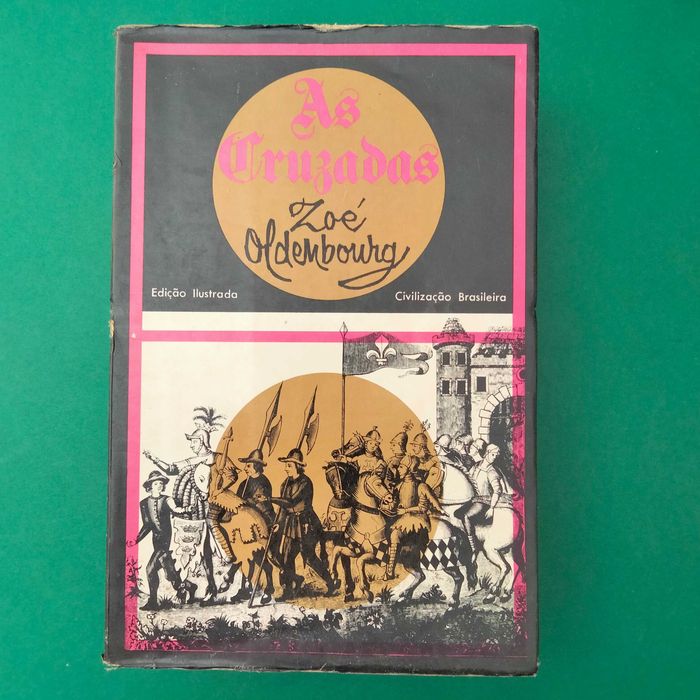 As
Cruzadas
Zoé
Oldenbourg
Edição Ilustrada
Civilização Brasileira